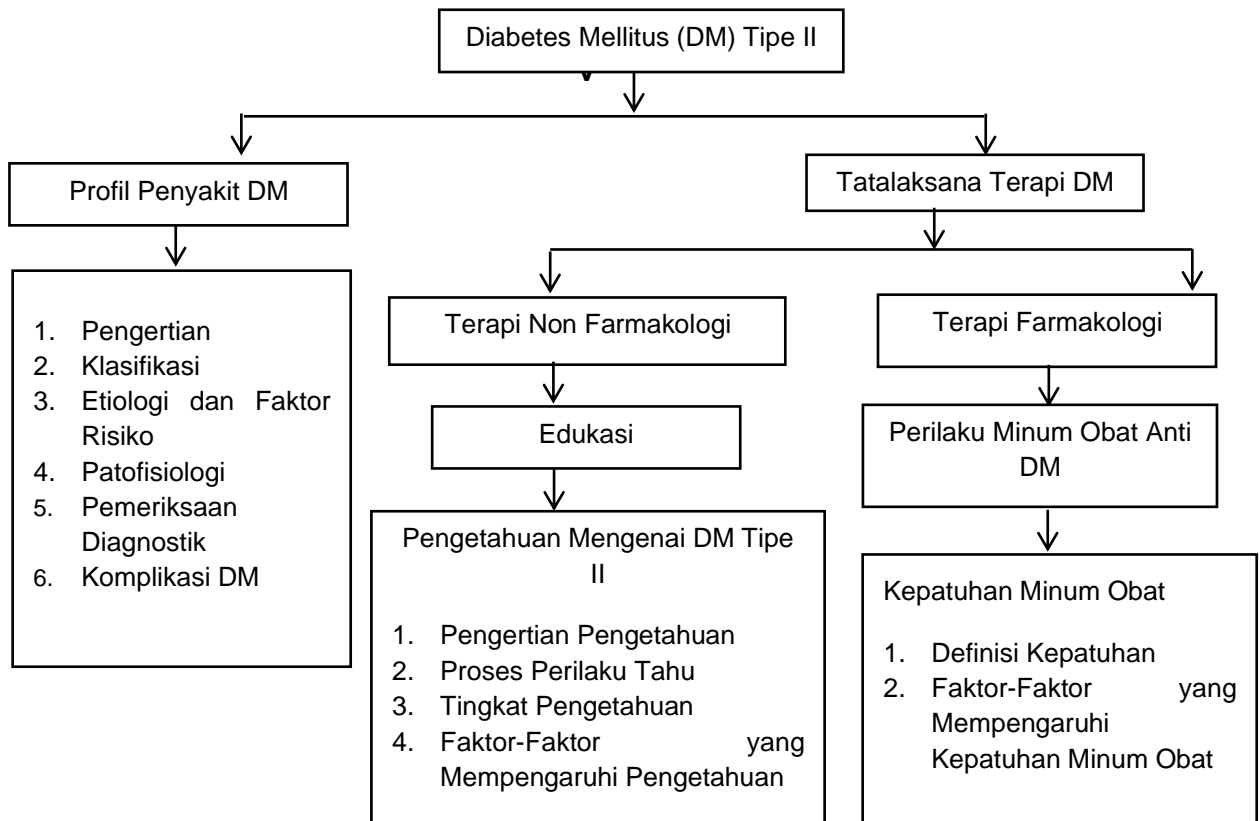 Diabetes Mellitus (DM) Tipe II
Profil Penyakit DM
Tatalaksana Terapi DM
1. Pengertian
2. Klasifikasi
3. Etiologi dan Faktor
Risiko
4. Patofisiologi
5. Pemeriksaan
Diagnostik
6. Komplikasi DM
Terapi Non Farmakologi
Terapi Farmakologi
Edukasi
Perilaku Minum Obat Anti
DM
Pengetahuan Mengenai DM Tipe
II
1. Pengertian Pengetahuan
2. Proses Perilaku Tahu
3. Tingkat Pengetahuan
4. Faktor-Faktor yang
Mempengaruhi Pengetahuan
Kepatuhan Minum Obat
1. Definisi Kepatuhan
2. Faktor-Faktor yang
Mempengaruhi
Kepatuhan Minum Obat